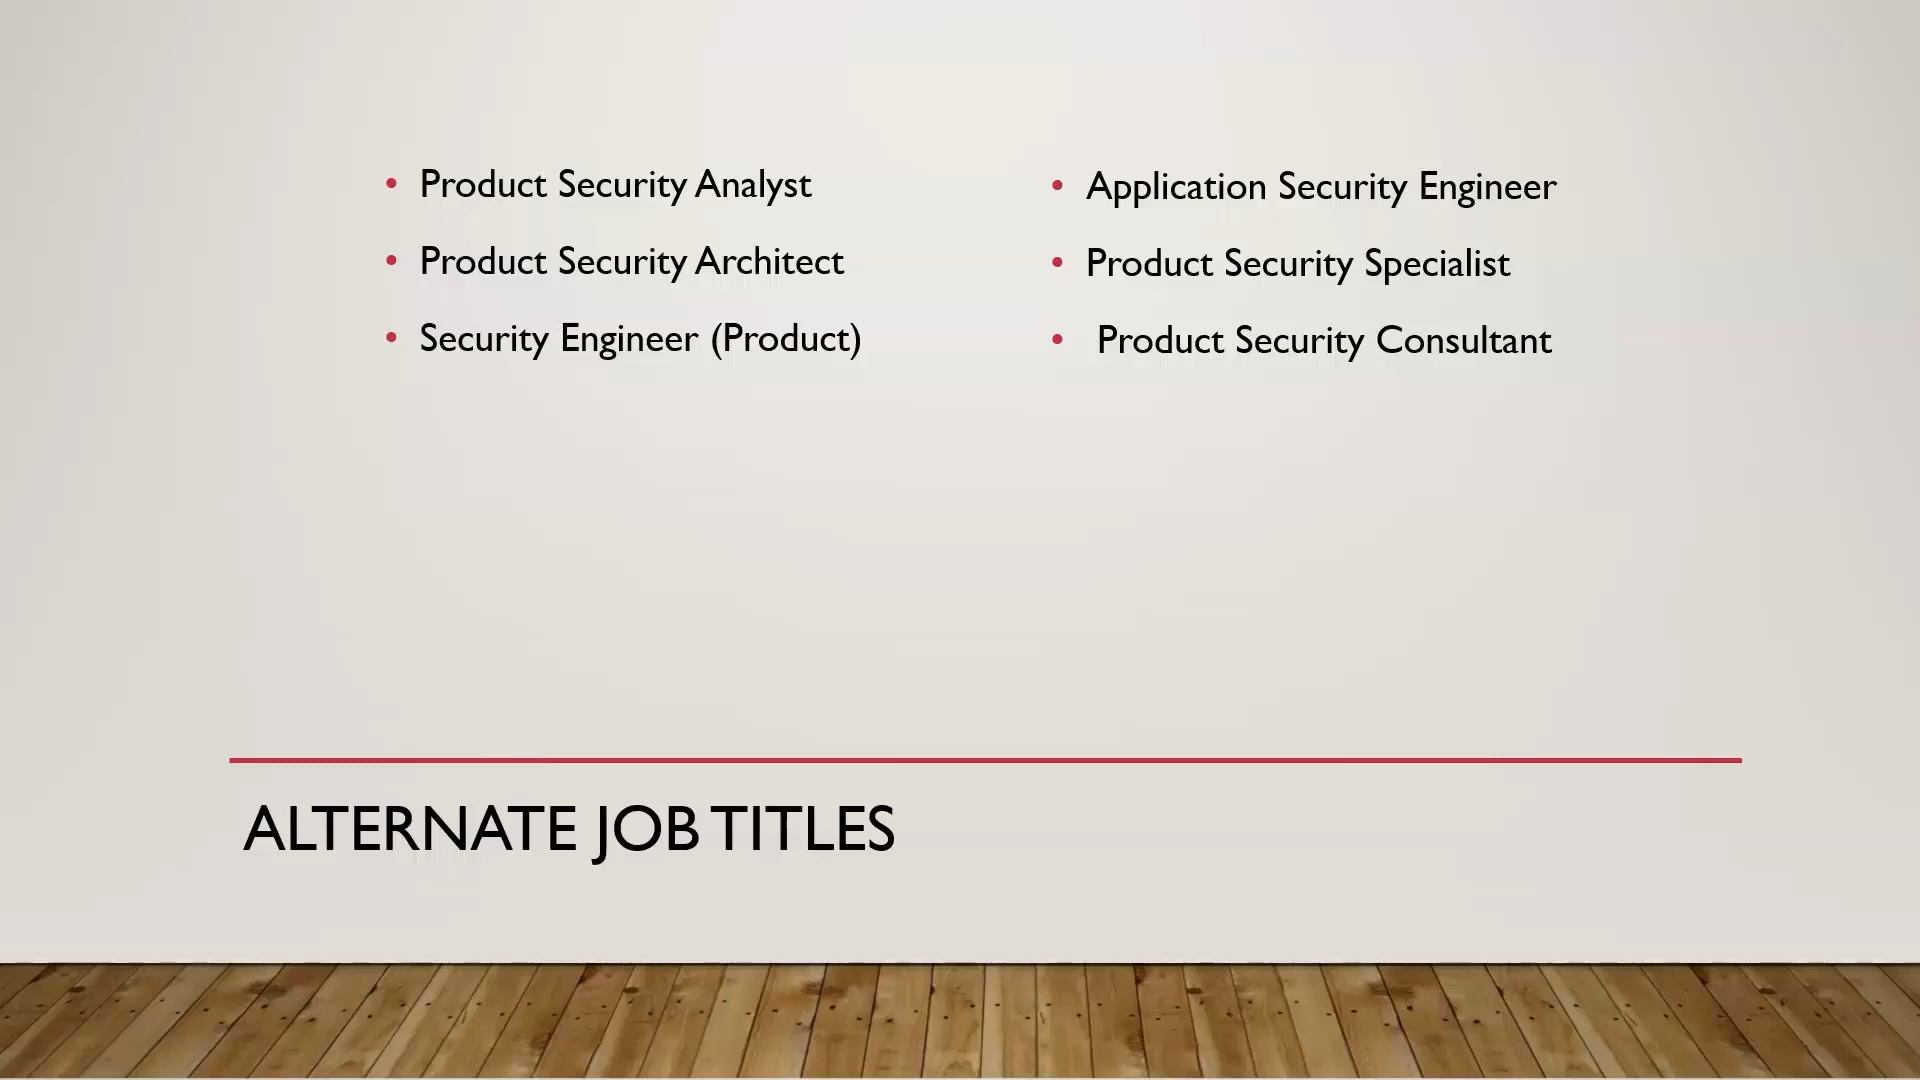 • Product Security Analyst
• Product Security Architect
• Security Engineer (Product)
• Application Security Engineer
• Product Security Specialist
• Product Security Consultant
ALTERNATE JOB TITLES